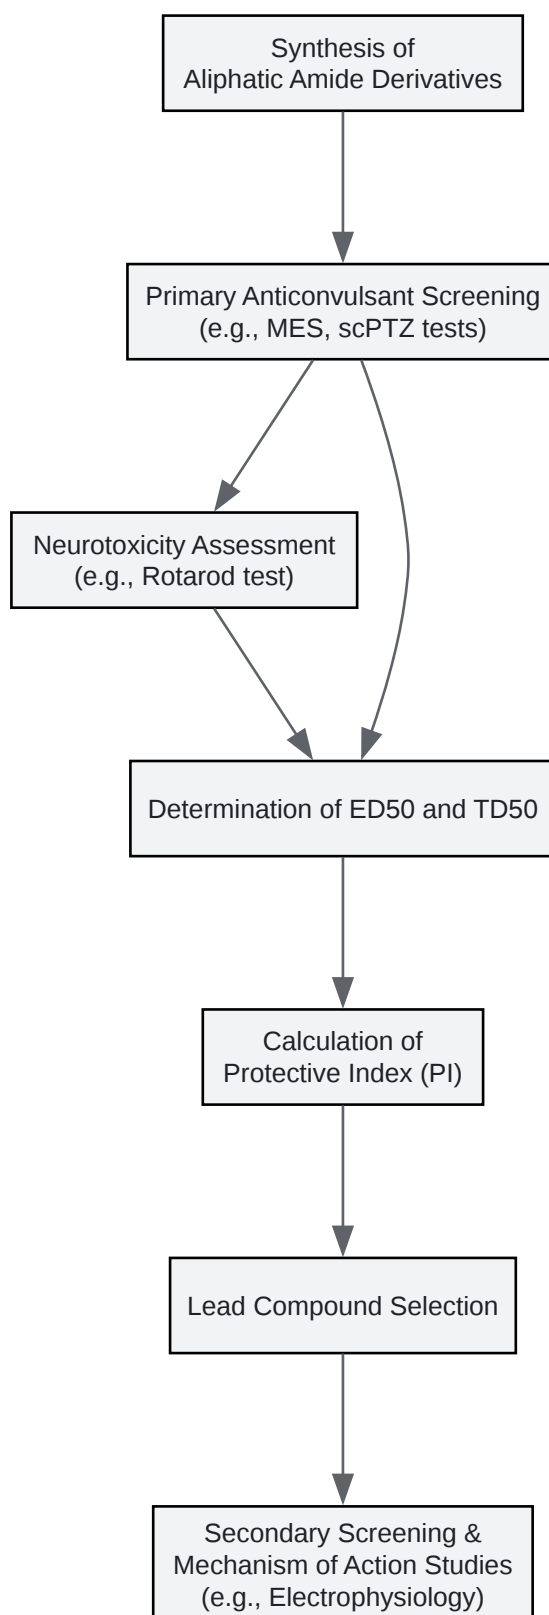 Synthesis of
Aliphatic Amide Derivatives
Primary Anticonvulsant Screening
(e.g., MES, scPTZ tests)
Neurotoxicity Assessment
(e.g., Rotarod test)
Determination of ED50 and TD50
Calculation of
Protective Index (PI)
Lead Compound Selection
Secondary Screening &
Mechanism of Action Studies
(e.g., Electrophysiology)